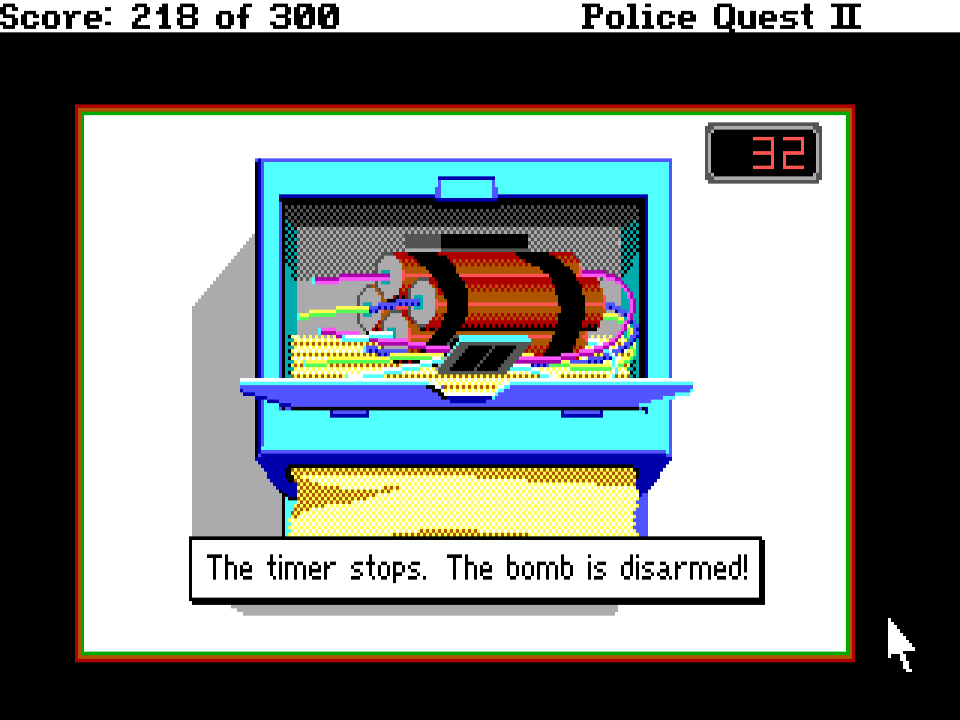 Score: 218 of 300 Police Quest II
32
The timer stops. The bomb is disarmed!